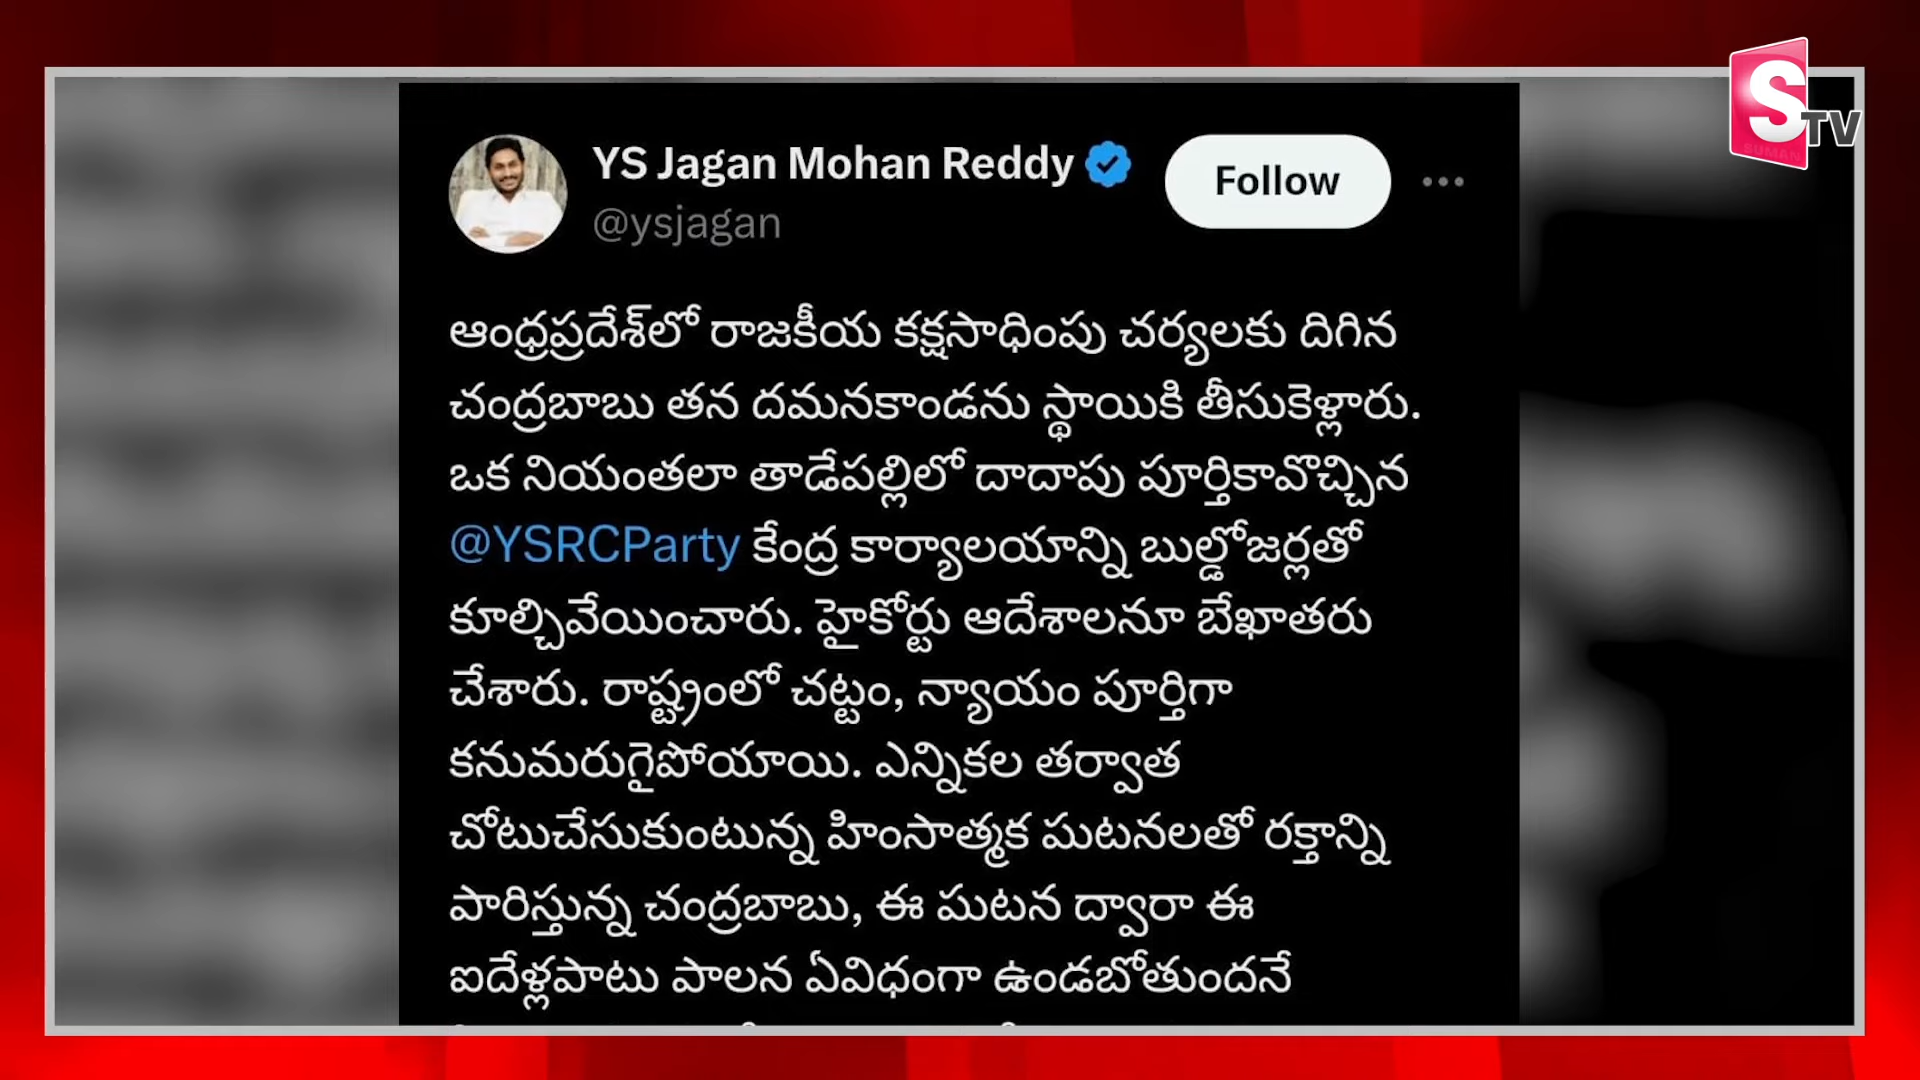 YS Jagan Mohan Reddy
@ysjagan
Follow
STV
SUMAN
ఆంధ్రప్రదేశ్‌లో రాజకీయ కక్షసాధింపు చర్యలకు దిగిన
చంద్రబాబు తన దమనకాండను స్థాయికి తీసుకెళ్లారు.
ఒక నియంతలా తాడేపల్లిలో దాదాపు పూర్తికావొచ్చిన
@YSRCParty కేంద్ర కార్యాలయాన్ని బుల్డోజర్లతో
కూల్చివేయించారు. హైకోర్టు ఆదేశాలనూ బేఖాతరు
చేశారు. రాష్ట్రంలో చట్టం, న్యాయం పూర్తిగా
కనుమరుగైపోయాయి. ఎన్నికల తర్వాత
చోటుచేసుకుంటున్న హింసాత్మక ఘటనలతో రక్తాన్ని
పారిస్తున్న చంద్రబాబు, ఈ ఘటన ద్వారా ఈ
ఐదేళ్లపాటు పాలన ఏవిధంగా ఉండబోతుందనే